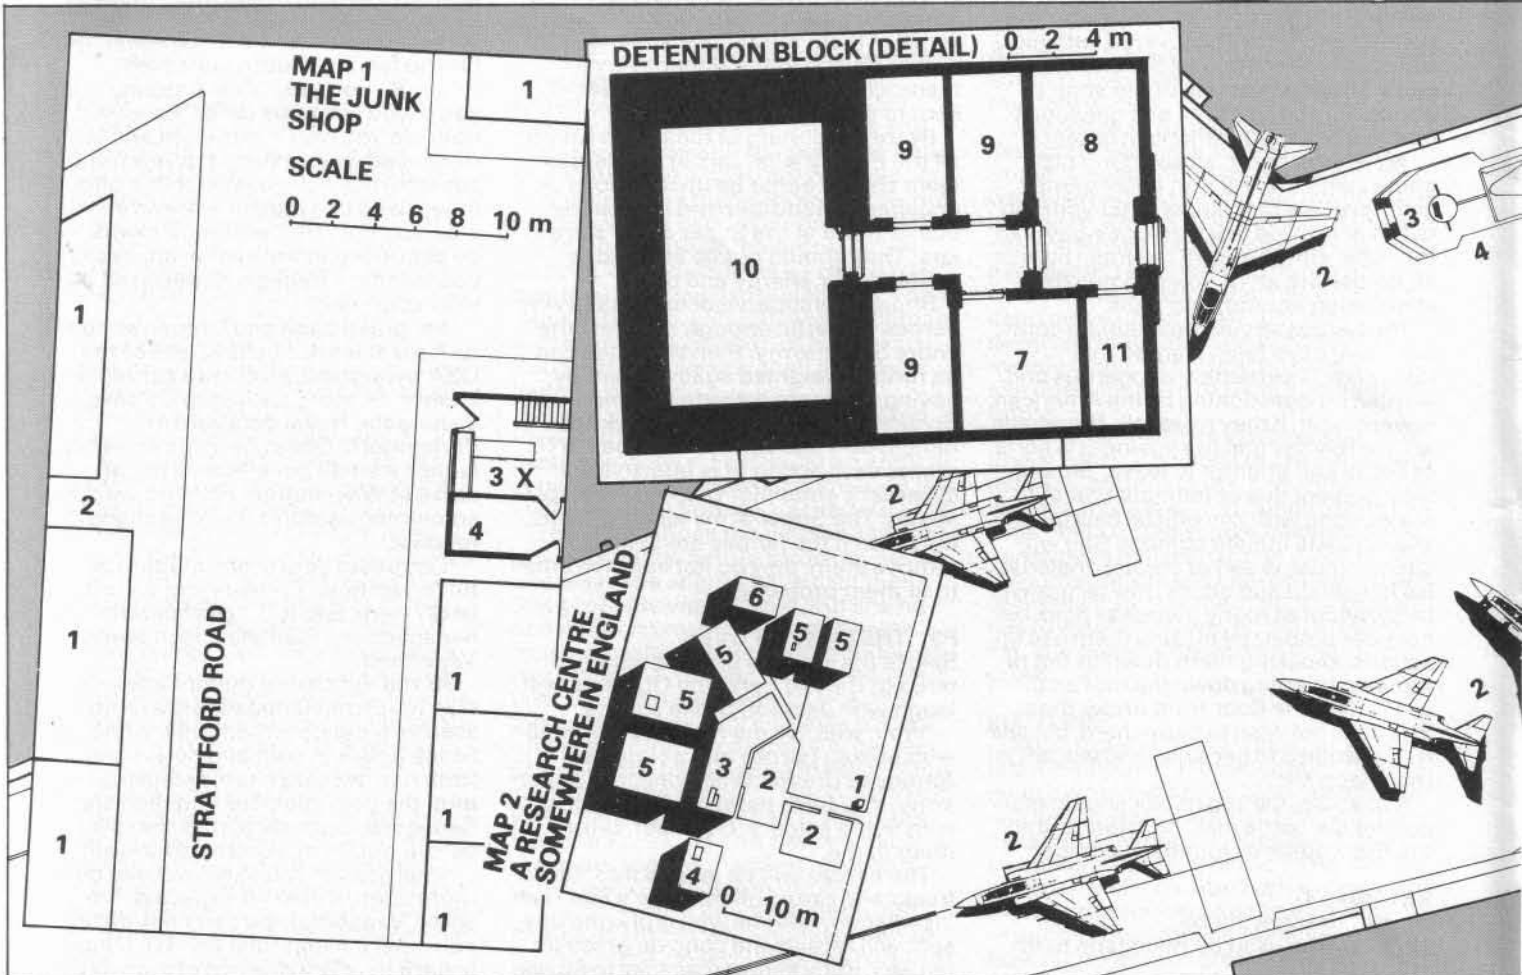 MAP 1
THE JUNK
SHOP
SCALE
0 2 4 6 8 10 m
1
1
2
1
1
STRATFORD ROAD
3 X
4
1
1
1
1
DETENTION BLOCK (DETAIL) 0 2 4 m
9
9
8
10
9
7
11
MAP 2
A RESEARCH CENTRE
SOMEWHERE IN ENGLAND
6
5
5
5
5
5
3
2
1
2
4
0 10 m
2
3
4
2
2
2
2